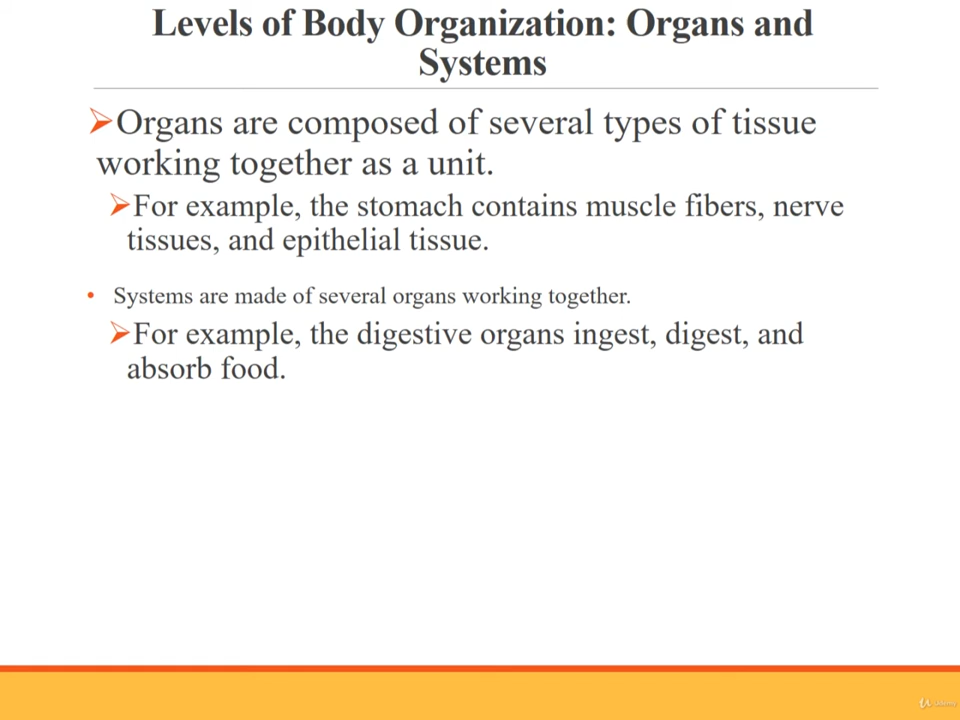 Levels of Body Organization: Organs and
Systems
➢Organs are composed of several types of tissue
working together as a unit.
➢For example, the stomach contains muscle fibers, nerve
tissues, and epithelial tissue.
• Systems are made of several organs working together.
➢For example, the digestive organs ingest, digest, and
absorb food.
Udemy